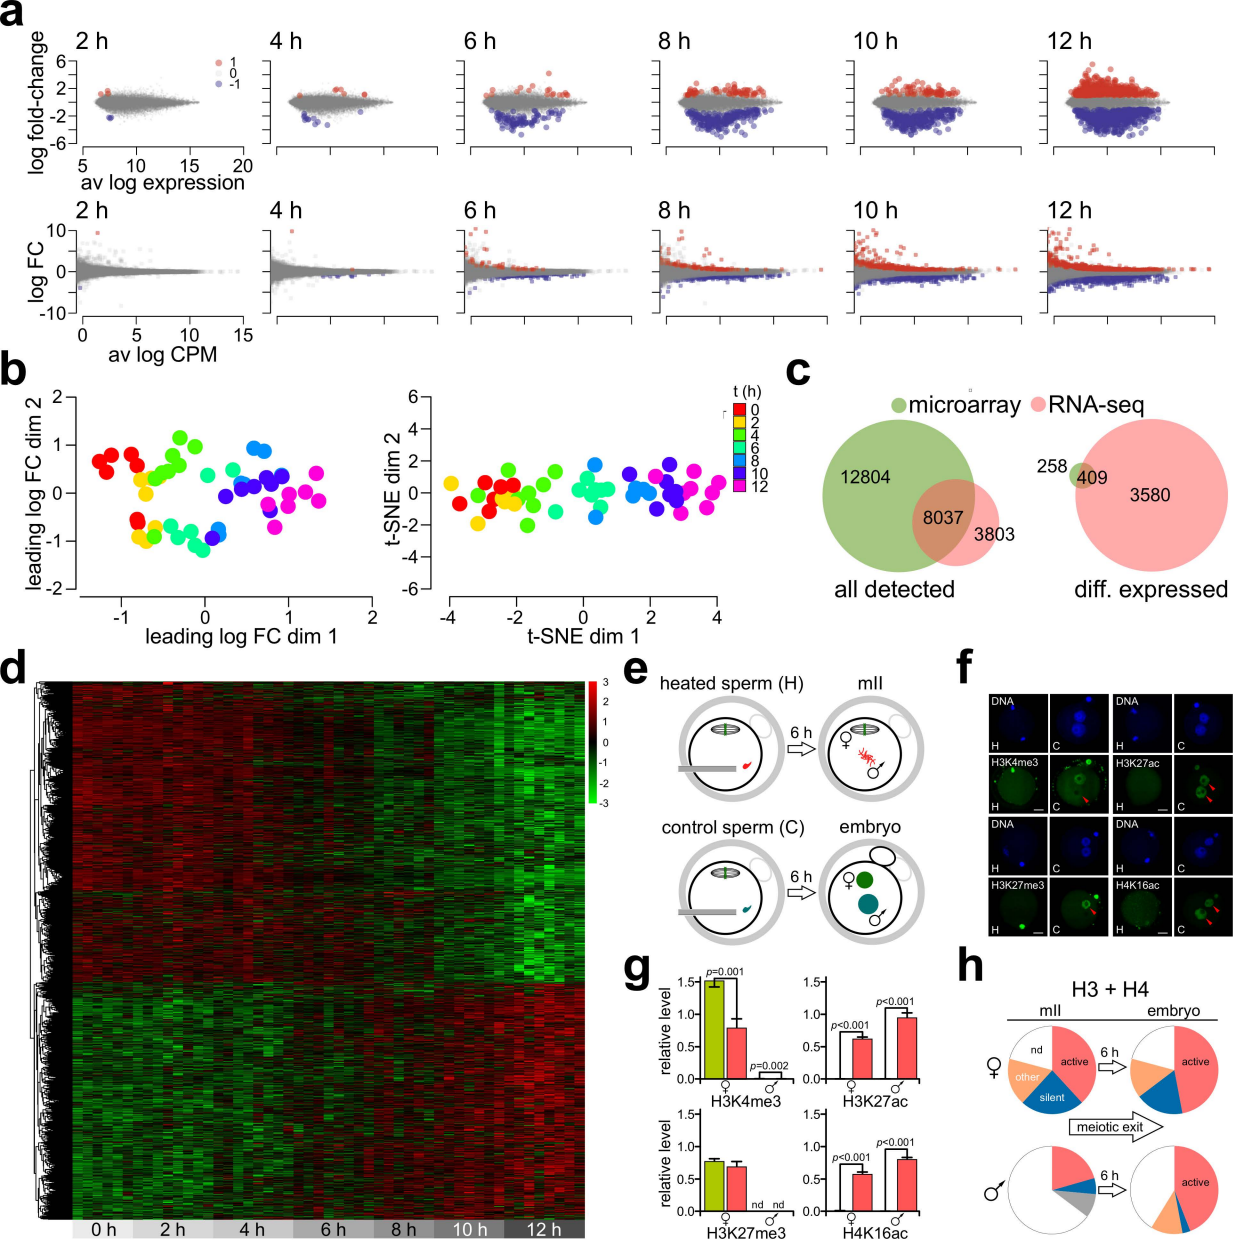 a
2 h
4 h
6 h
8 h
10 h
12 h
log fold-change
6
2
-2
-6
1
0
-1
5
10
15
20
av log expression
2 h
4 h
6 h
8 h
10 h
12 h
log FC
10
0
-10
0
5
10
15
av log CPM
b
leading log FC dim 2
2
1
0
-1
-2
-1
0
1
2
leading log FC dim 1
t-SNE dim 2
6
4
2
0
-2
-4
-6
-4
-2
0
2
4
t-SNE dim 1
t (h)
0
2
4
6
8
10
12
c
microarray
RNA-seq
12804
8037
3803
all detected
258
409
3580
diff. expressed
d
3
2
1
0
-1
-2
-3
0 h
2 h
4 h
6 h
8 h
10 h
12 h
e
heated sperm (H)
mII
6 h
♀
♂
control sperm (C)
embryo
6 h
♀
♂
f
DNA
H
C
DNA
H
C
H3K4me3
H
C
H3K27ac
H
C
DNA
H
C
DNA
H
C
H3K27me3
H
C
H4K16ac
H
C
g
relative level
1.5
1.0
0.5
0.0
p=0.001
p=0.002
♀
♂
H3K4me3
1.5
1.0
0.5
0.0
p<0.001
p<0.001
♀
♂
H3K27ac
relative level
1.5
1.0
0.5
0.0
nd
nd
♀
♂
H3K27me3
1.5
1.0
0.5
0.0
p<0.001
p<0.001
♀
♂
H4K16ac
h
H3 + H4
mII
embryo
♀
nd
active
other
silent
6 h
active
meiotic exit
♂
6 h
active